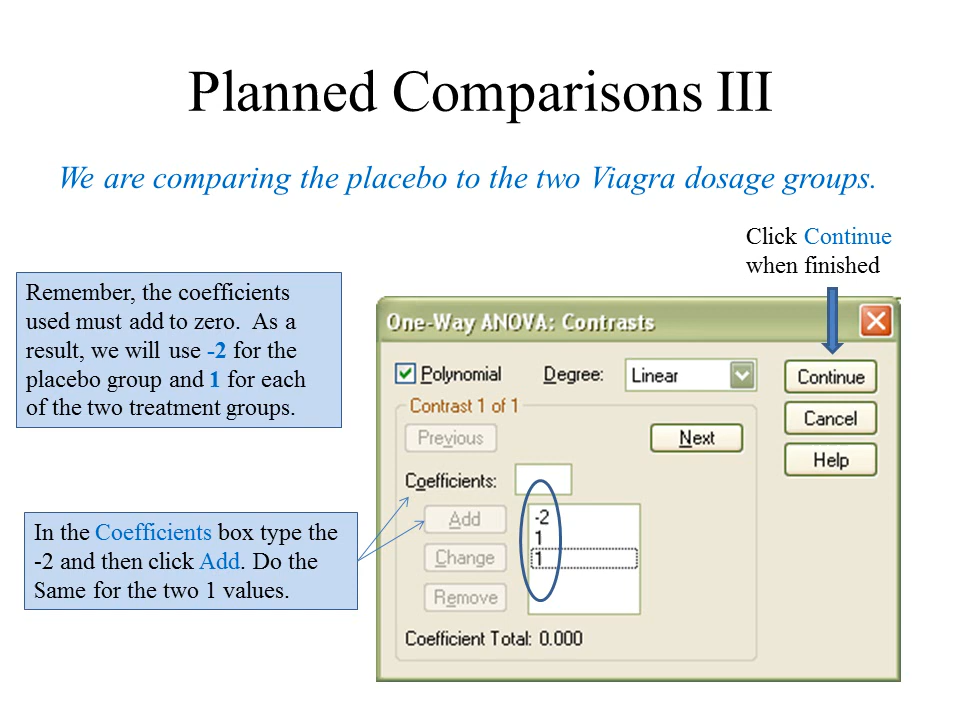 Planned Comparisons III
We are comparing the placebo to the two Viagra dosage groups.
Click Continue
when finished
Remember, the coefficients
used must add to zero.  As a
result, we will use -2 for the
placebo group and 1 for each
of the two treatment groups.
In the Coefficients box type the
-2 and then click Add. Do the
Same for the two 1 values.
One-Way ANOVA: Contrasts
Polynomial Degree: Linear Continue
Contrast 1 of 1
Cancel
Previous Next
Help
Coefficients:
Add
-2
1
Change
1
Remove
Coefficient Total: 0.000